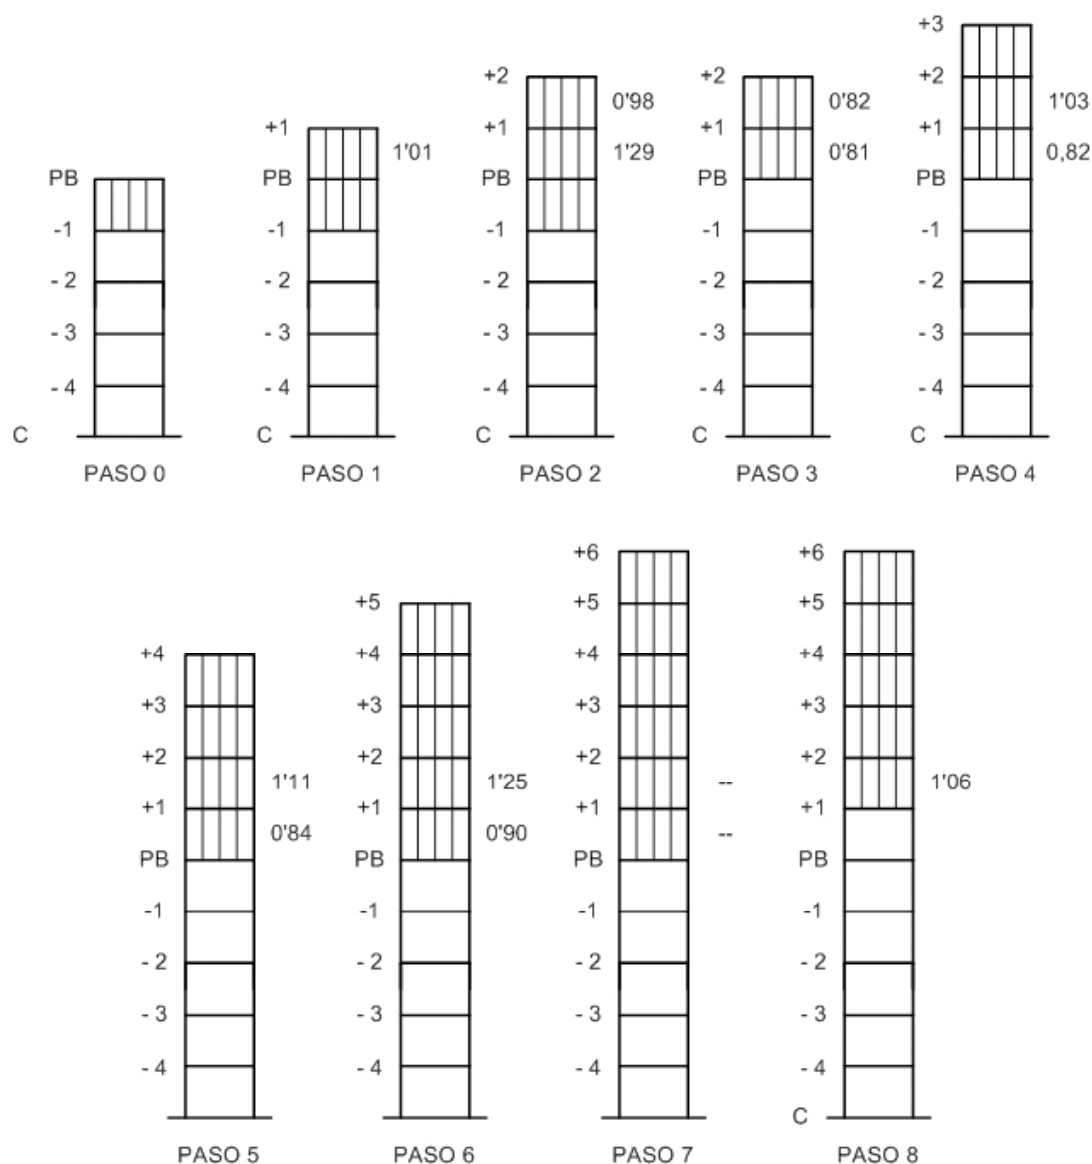 +3
+2 +2 +2
0'98 0'82 1'03
+1 +1 +1 +1
1'01 1'29 0'81 0,82
PB PB PB PB PB
-1 -1 -1 -1 -1
- 2 - 2 - 2 - 2 - 2
- 3 - 3 - 3 - 3 - 3
- 4 - 4 - 4 - 4 - 4
C C C C C
PASO 0 PASO 1 PASO 2 PASO 3 PASO 4
+6 +6
+5 +5 +5
+4 +4 +4 +4
+3 +3 +3 +3
+2 +2 +2 +2
1'11 1'25 -- 1'06
+1 +1 +1 +1
0'84 0'90 --
PB PB PB PB
-1 -1 -1 -1
- 2 - 2 - 2 - 2
- 3 - 3 - 3 - 3
- 4 - 4 - 4 - 4
C
PASO 5 PASO 6 PASO 7 PASO 8